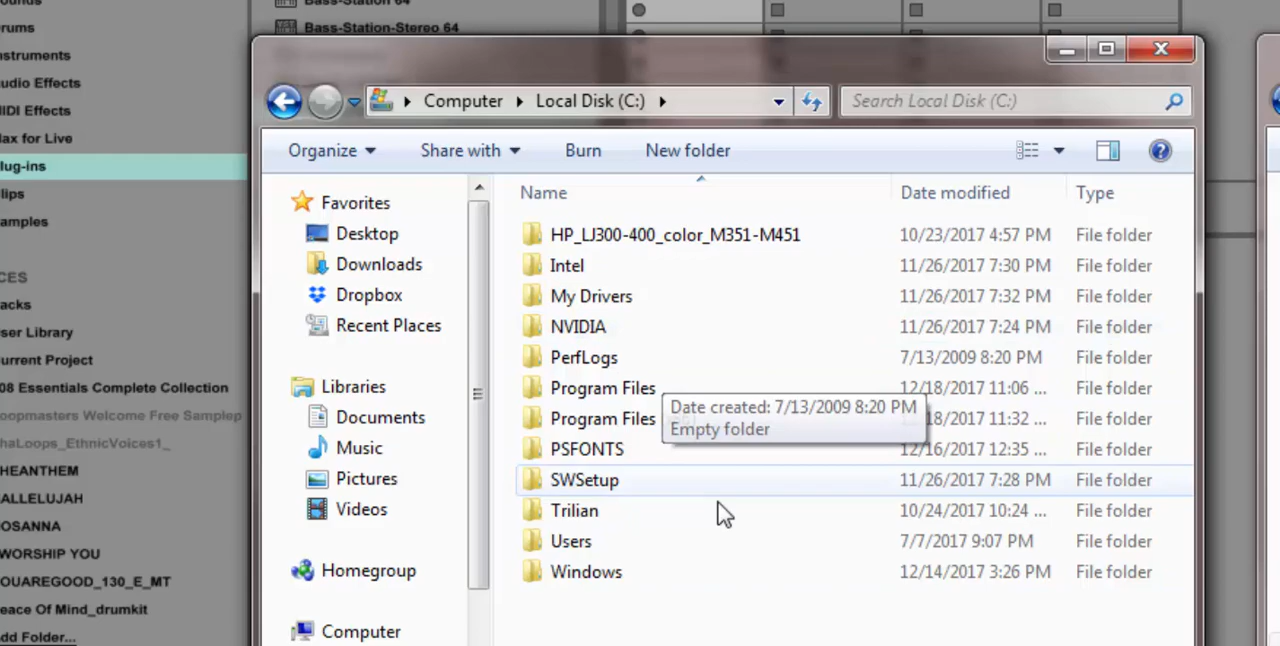 ounds
Bass-Station 64
rums
Bass-Station-Stereo 64
nstruments
udio Effects
IDI Effects
ax for Live
lug-ins
lips
amples
CES
acks
ser Library
urrent Project
08 Essentials Complete Collection
oopmasters Welcome Free Samplep
haLoops_EthnicVoices1_
HEANTHEM
ALLELUJAH
OSANNA
WORSHIP YOU
OUAREGOOD_130_E_MT
eace Of Mind_drumkit
dd Folder...
Computer Local Disk (C:) Search Local Disk (C:)
Organize Share with Burn New folder
Favorites
Desktop
Downloads
Dropbox
Recent Places
Libraries
Documents
Music
Pictures
Videos
Homegroup
Computer
Name Date modified Type
HP_LJ300-400_color_M351-M451 10/23/2017 4:57 PM File folder
Intel 11/26/2017 7:30 PM File folder
My Drivers 11/26/2017 7:32 PM File folder
NVIDIA 11/26/2017 7:24 PM File folder
PerfLogs 7/13/2009 8:20 PM File folder
Program Files 12/18/2017 11:06 ... File folder
Date created: 7/13/2009 8:20 PM
Empty folder
Program Files 18/2017 11:32 ... File folder
PSFONTS 12/16/2017 12:35 ... File folder
SWSetup 11/26/2017 7:28 PM File folder
Trilian 10/24/2017 10:24 ... File folder
Users 7/7/2017 9:07 PM File folder
Windows 12/14/2017 3:26 PM File folder